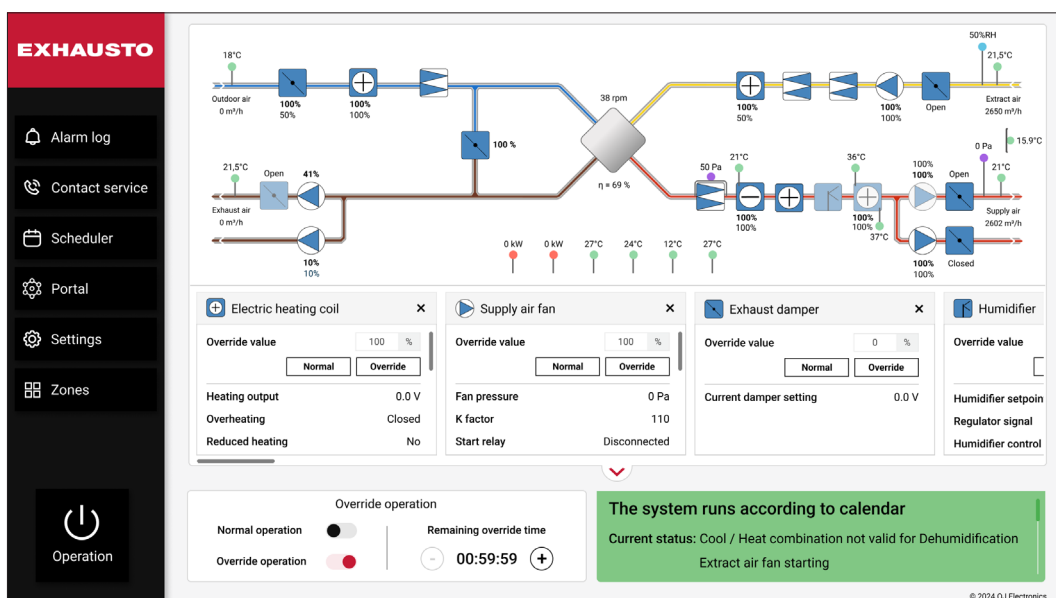 EXHAUSTO
Alarm log
Contact service
Scheduler
Portal
Settings
Zones
Operation
50%RH
18°C
21,5°C
38 rpm
Outdoor air
0 m³/h
100%
50%
100%
100%
100%
50%
100%
100%
Open
Extract air
2650 m³/h
100 %
0 Pa
15.9°C
21,5°C
Open
41%
η = 69 %
50 Pa
21°C
36°C
100%
100%
Open
21°C
Exhaust air
0 m³/h
100%
100%
100%
100%
37°C
Supply air
2602 m³/h
0 kW
0 kW
27°C
24°C
12°C
27°C
10%
10%
100%
100%
Closed
Electric heating coil
Override value
100 %
Normal
Override
Heating output 0.0 V
Overheating Closed
Reduced heating No
Supply air fan
Override value
100 %
Normal
Override
Fan pressure 0 Pa
K factor 110
Start relay Disconnected
Exhaust damper
Override value
0 %
Normal
Override
Current damper setting 0.0 V
Humidifier
Override value
Humidifier setpoin
Regulator signal
Humidifier control
Override operation
Normal operation
Override operation
Remaining override time
- 00:59:59 +
The system runs according to calendar
Current status: Cool / Heat combination not valid for Dehumidification
Extract air fan starting
© 2024 OJ Electronics